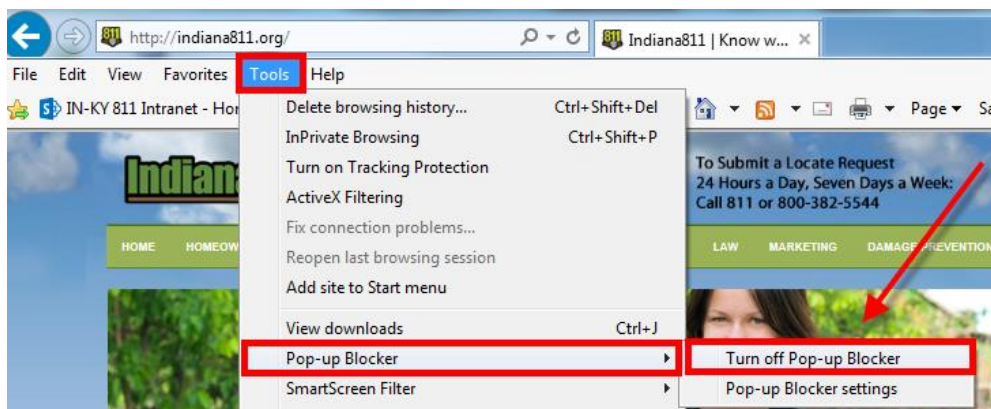 http://indiana811.org/
Indiana811 | Know w...
File Edit View Favorites Tools Help
IN-KY 811 Intranet - Hor
Page
Delete browsing history... Ctrl+Shift+Del
InPrivate Browsing Ctrl+Shift+P
Turn on Tracking Protection
ActiveX Filtering
Fix connection problems...
Reopen last browsing session
Add site to Start menu
View downloads Ctrl+J
Pop-up Blocker
SmartScreen Filter
Turn off Pop-up Blocker
Pop-up Blocker settings
Indian
To Submit a Locate Request
24 Hours a Day, Seven Days a Week:
Call 811 or 800-382-5544
HOME HOMEOW LAW MARKETING DAMAGE PREVENTION